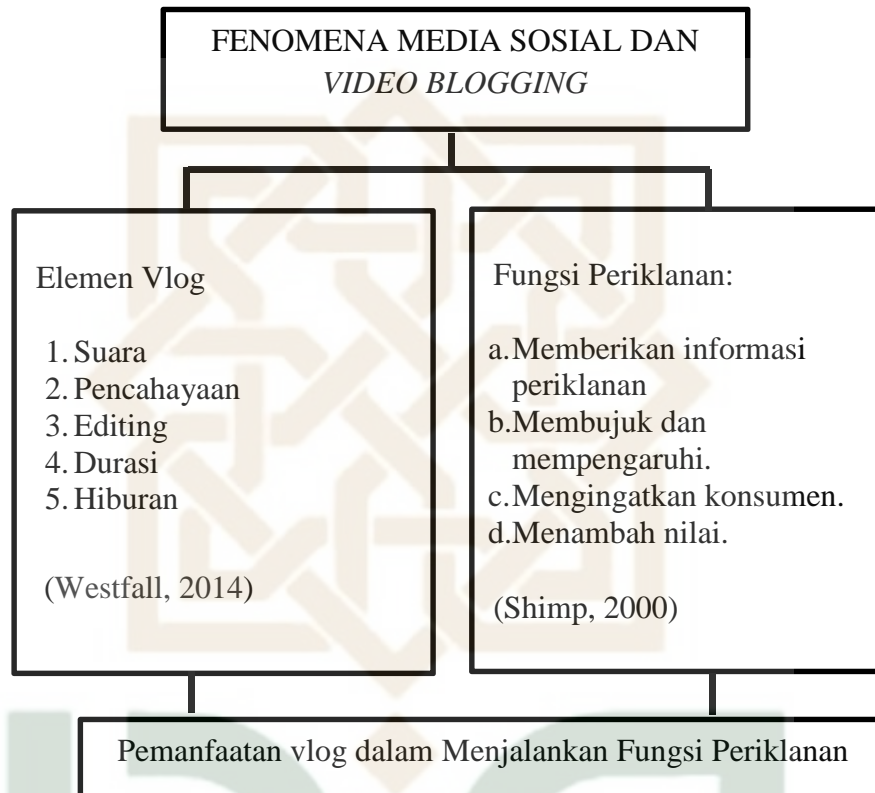 FENOMENA MEDIA SOSIAL DAN
VIDEO BLOGGING
Elemen Vlog
1. Suara
2. Pencahayaan
3. Editing
4. Durasi
5. Hiburan
(Westfall, 2014)
Fungsi Periklanan:
a.Memberikan informasi
periklanan
b.Membujuk dan
mempengaruhi.
c.Mengingatkan konsumen.
d.Menambah nilai.
(Shimp, 2000)
Pemanfaatan vlog dalam Menjalankan Fungsi Periklanan